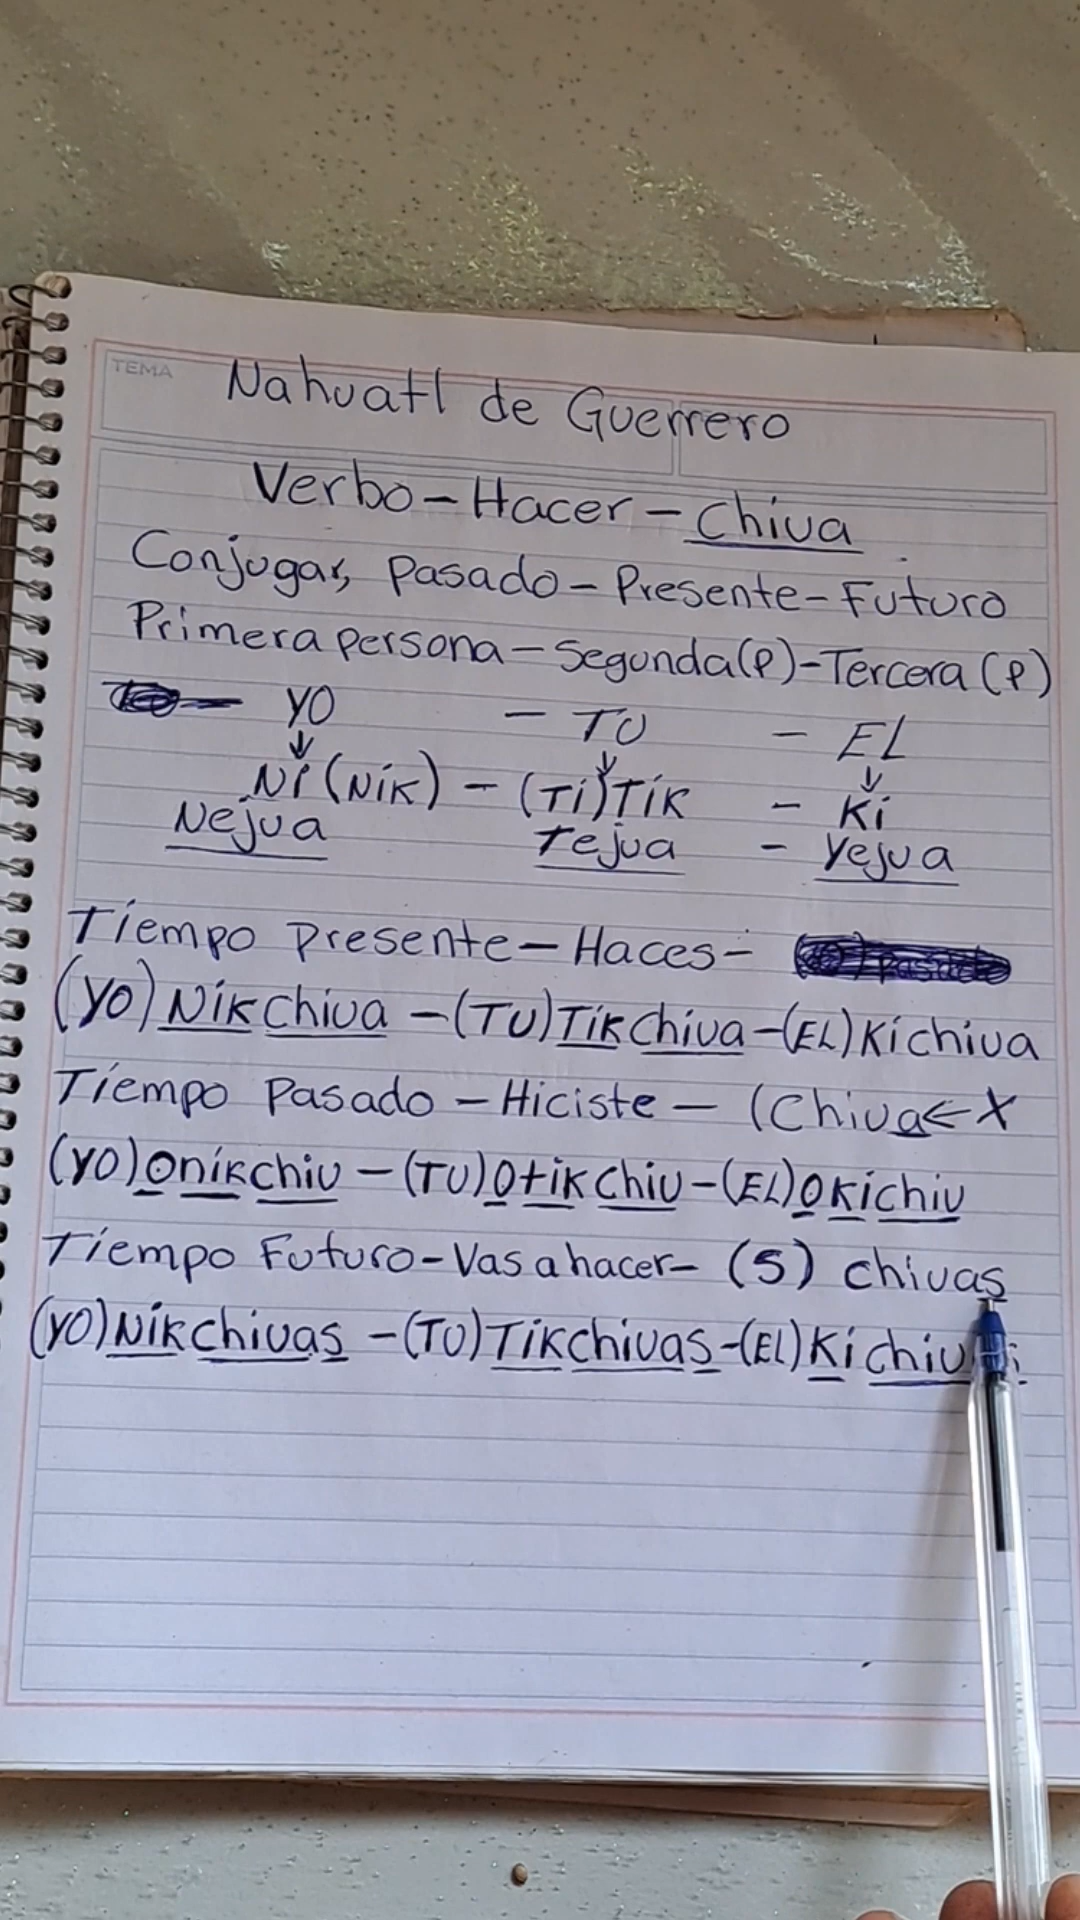 TEMA
Nahuatl de Guerrero
Verbo - Hacer - Chiva
Conjugar, Pasado - Presente - Futuro
Primera persona - Segunda (P) - Tercera (P)
YO - TU - EL
Ni (Nik) - (Ti) Tik - Ki
Nejua Tejua - Yejua
Tiempo Presente - Haces -
(YO) Nikchiva - (TU) Tikchiva - (EL) Kichiva
Tiempo Pasado - Hiciste - (Chiva ← X
(YO) Onikchiu - (TU) Otikchiu - (EL) Okichiu
Tiempo Futuro - Vas a hacer - (S) chivas
(YO) Nikchivas - (TU) Tikchivas - (EL)